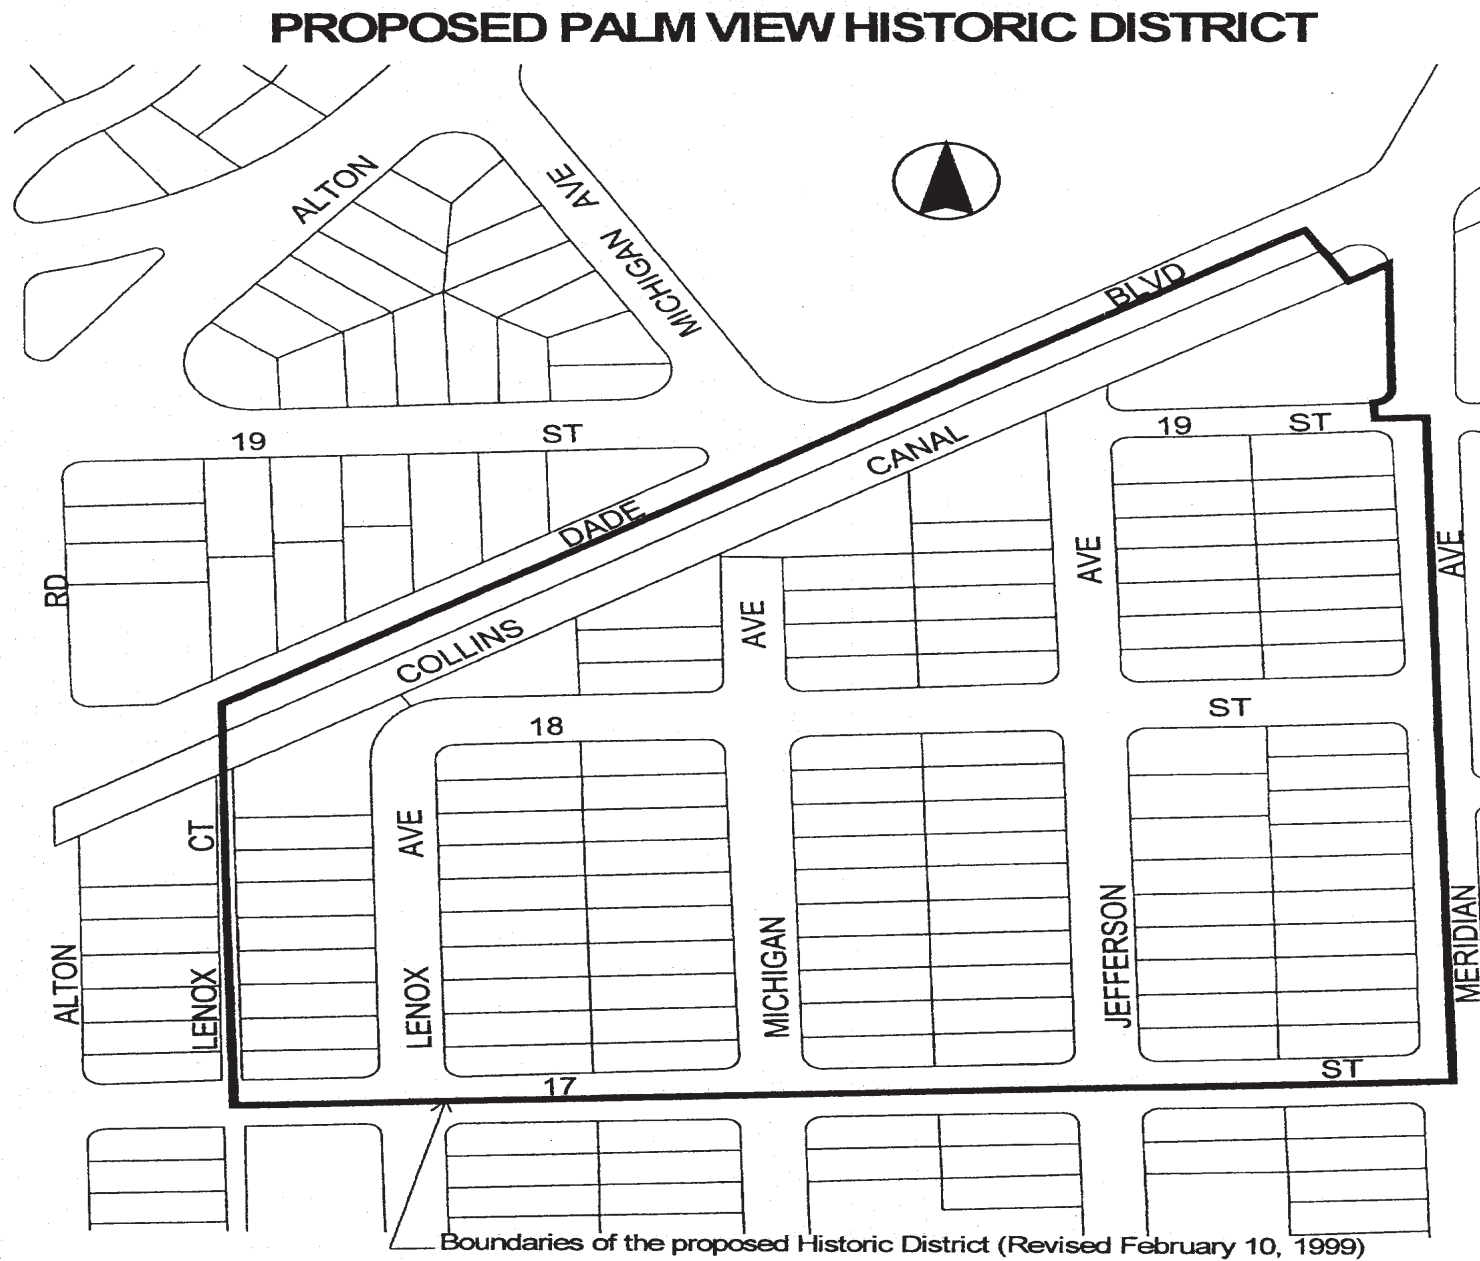 PROPOSED PALM VIEW HISTORIC DISTRICT
ALTON
MICHIGAN AVE
BLVD
19 ST
19 ST
CANAL
DADE
RD
AVE
AVE
AVE
COLLINS
18
ST
CT
AVE
ALTON
LENOX
LENOX
MICHIGAN
JEFFERSON
MERIDIAN
17
ST
Boundaries of the proposed Historic District (Revised February 10, 1999)